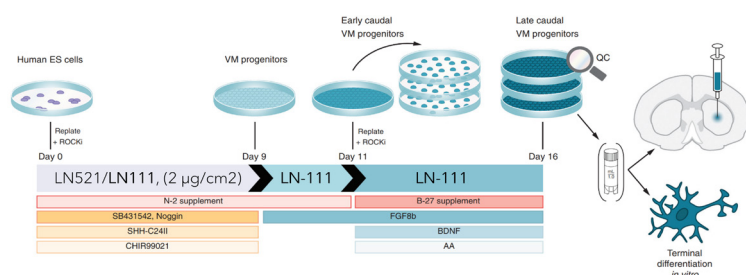 Early caudal
VM progenitors
Late caudal
VM progenitors
Human ES cells
VM progenitors
QC
Replate
+ ROCKi
Replate
+ ROCKi
Day 0
Day 9
Day 11
Day 16
LN521/LN111, (2 µg/cm2)
LN-111
LN-111
N-2 supplement
B-27 supplement
SB431542, Noggin
FGF8b
SHH-C24II
BDNF
CHIR99021
AA
Terminal
differentiation
in vitro